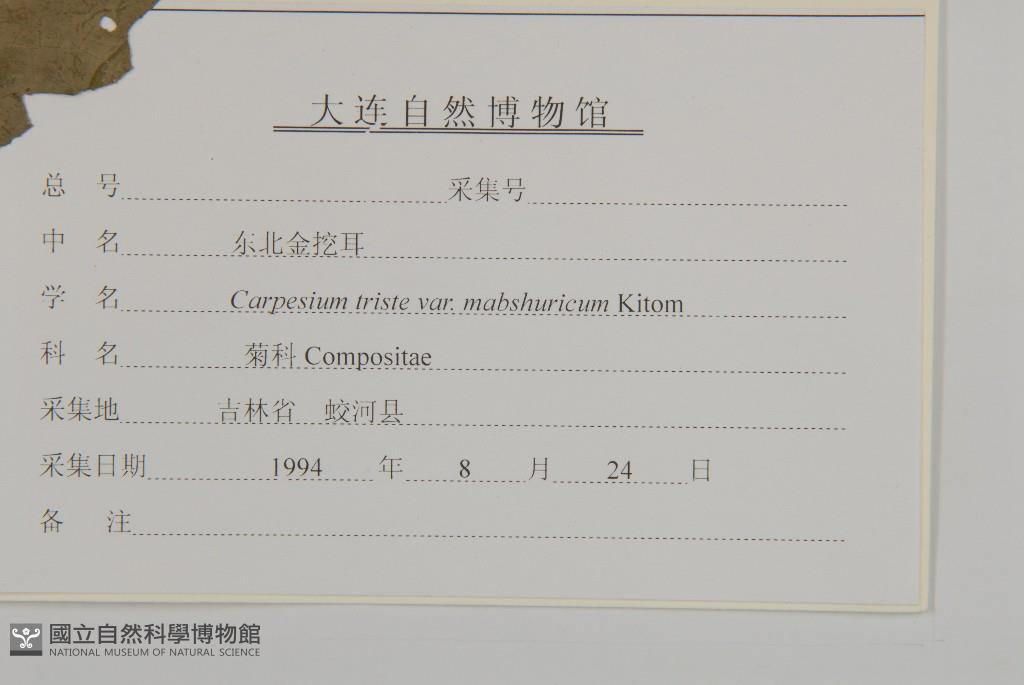 大连自然博物馆
总 号 采集号
中 名 东北金挖耳
学 名 Carpesium triste var. mabshuricum Kitom
科 名 菊科 Compositae
采集地 吉林省 蛟河县
采集日期 1994 年 8 月 24 日
备 注
國立自然科學博物館
NATIONAL MUSEUM OF NATURAL SCIENCE